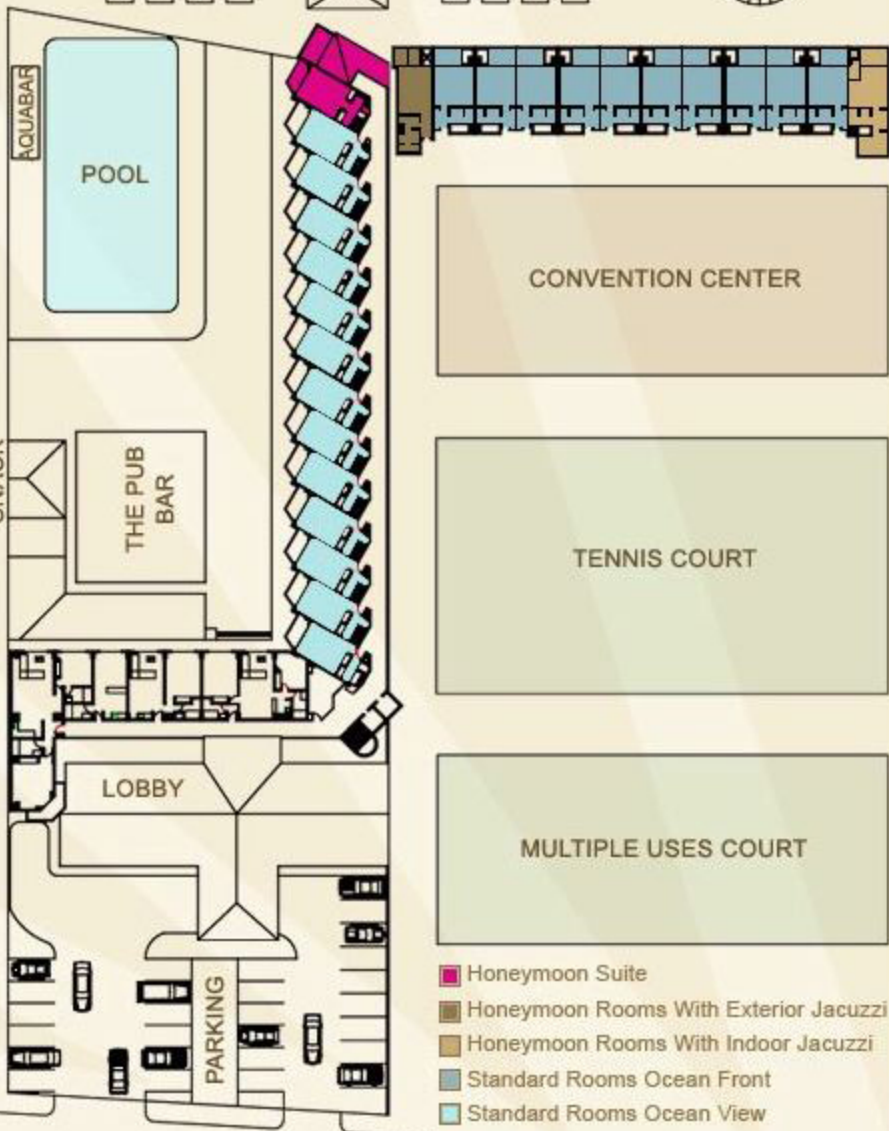 AQUABAR
POOL
CONVENTION CENTER
THE PUB
BAR
TENNIS COURT
LOBBY
MULTIPLE USES COURT
PARKING
Honeymoon Suite
Honeymoon Rooms With Exterior Jacuzzi
Honeymoon Rooms With Indoor Jacuzzi
Standard Rooms Ocean Front
Standard Rooms Ocean View